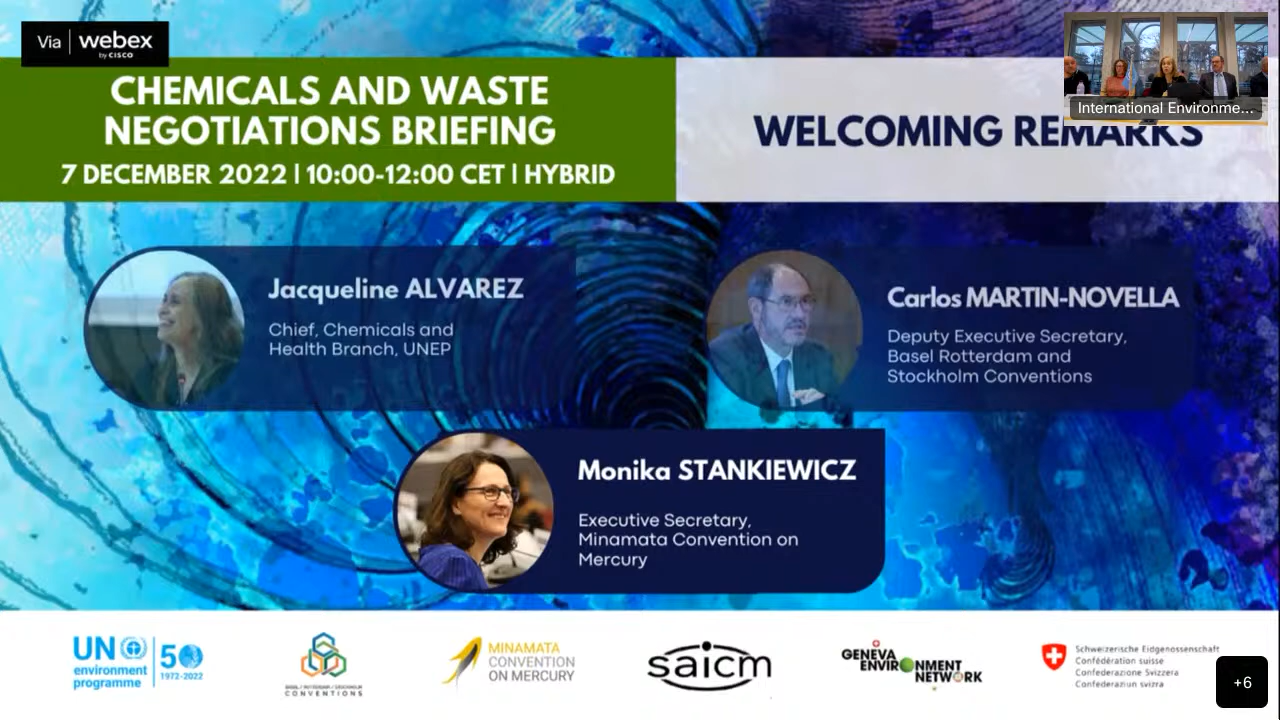 Via webex
by CISCO
CHEMICALS AND WASTE
NEGOTIATIONS BRIEFING
7 DECEMBER 2022 | 10:00-12:00 CET | HYBRID
WELCOMING REMARKS
International Environme...
Jacqueline ALVAREZ
Chief, Chemicals and
Health Branch, UNEP
Carlos MARTIN-NOVELLA
Deputy Executive Secretary,
Basel Rotterdam and
Stockholm Conventions
Monika STANKIEWICZ
Executive Secretary,
Minamata Convention on
Mercury
UN
environment
programme
50
1972-2022
BASEL / ROTTERDAM / STOCKHOLM
CONVENTIONS
MINAMATA
CONVENTION
ON MERCURY
saicm
GENEVA
ENVIRONMENT
NETWORK
Schweizerische Eidgenossenschaft
Confédération suisse
Confederazione Svizzera
Confederaziun svizra
+6